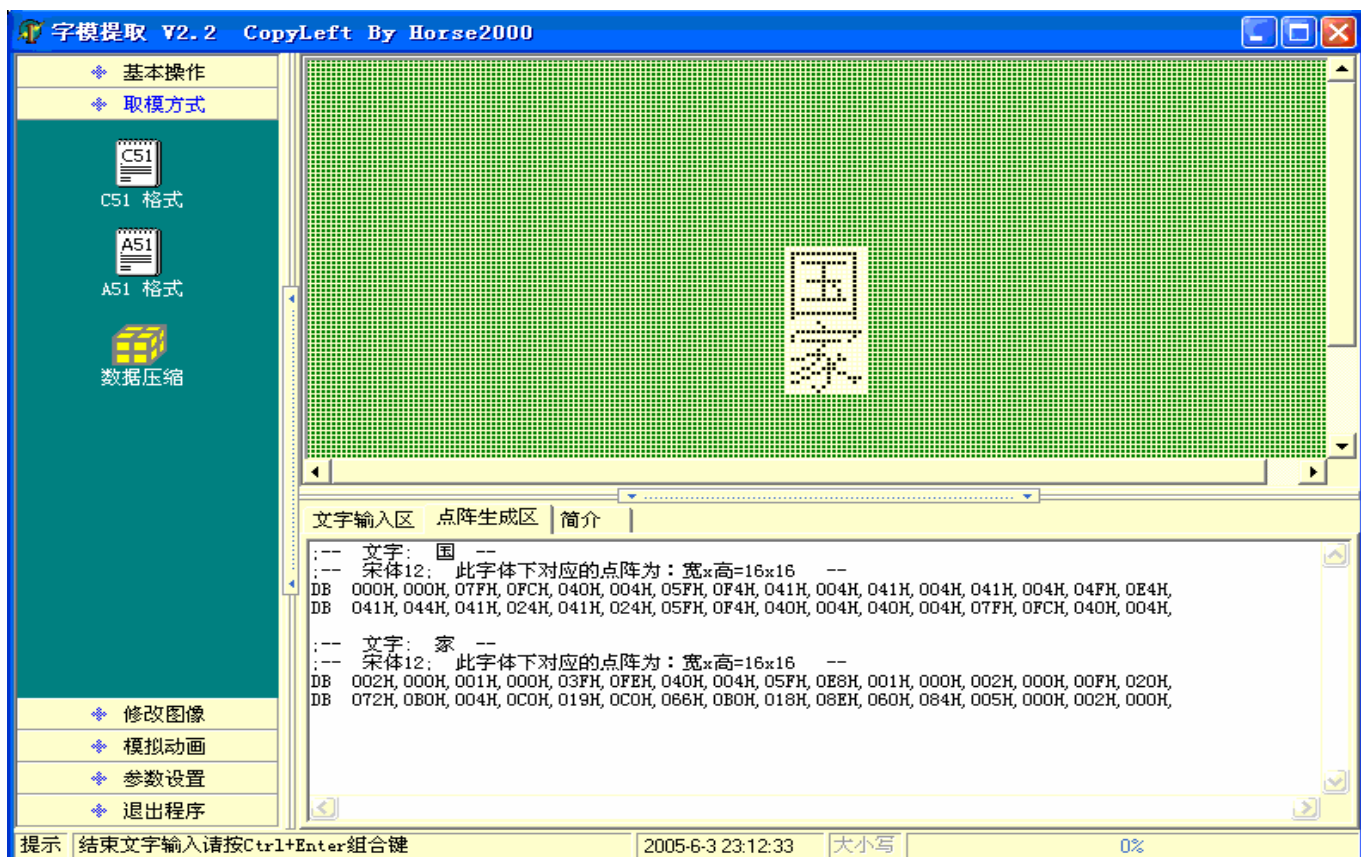 字模提取 V2.2 CopyLeft By Horse2000
基本操作
取模方式
C51
C51 格式
A51
A51 格式
数据压缩
修改图像
模拟动画
参数设置
退出程序
国
家
文字输入区 点阵生成区 简介
;-- 文字: 国 --
;-- 宋体12; 此字体下对应的点阵为：宽x高=16x16 --
DB 000H, 000H, 07FH, 0FCH, 040H, 004H, 05FH, 0F4H, 041H, 004H, 041H, 004H, 041H, 004H, 04FH, 0E4H,
DB 041H, 044H, 041H, 024H, 041H, 024H, 05FH, 0F4H, 040H, 004H, 040H, 004H, 07FH, 0FCH, 040H, 004H,
;-- 文字: 家 --
;-- 宋体12; 此字体下对应的点阵为：宽x高=16x16 --
DB 002H, 000H, 001H, 000H, 03FH, 0FEH, 040H, 004H, 05FH, 0E8H, 001H, 000H, 002H, 000H, 00FH, 020H,
DB 072H, 0B0H, 004H, 0C0H, 019H, 0C0H, 066H, 0B0H, 018H, 08EH, 060H, 084H, 005H, 000H, 002H, 000H,
提示 结束文字输入请按Ctrl+Enter组合键 2005-6-3 23:12:33 大小写 0%